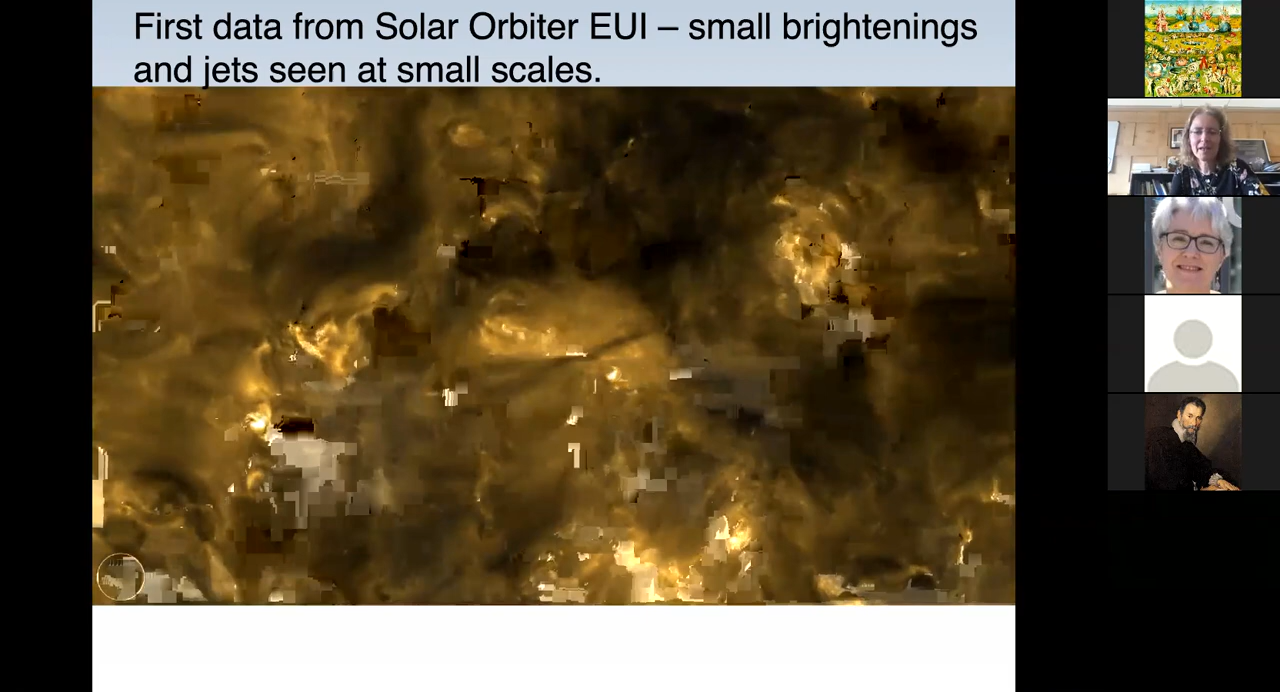 First data from Solar Orbiter EUI – small brightenings
and jets seen at small scales.